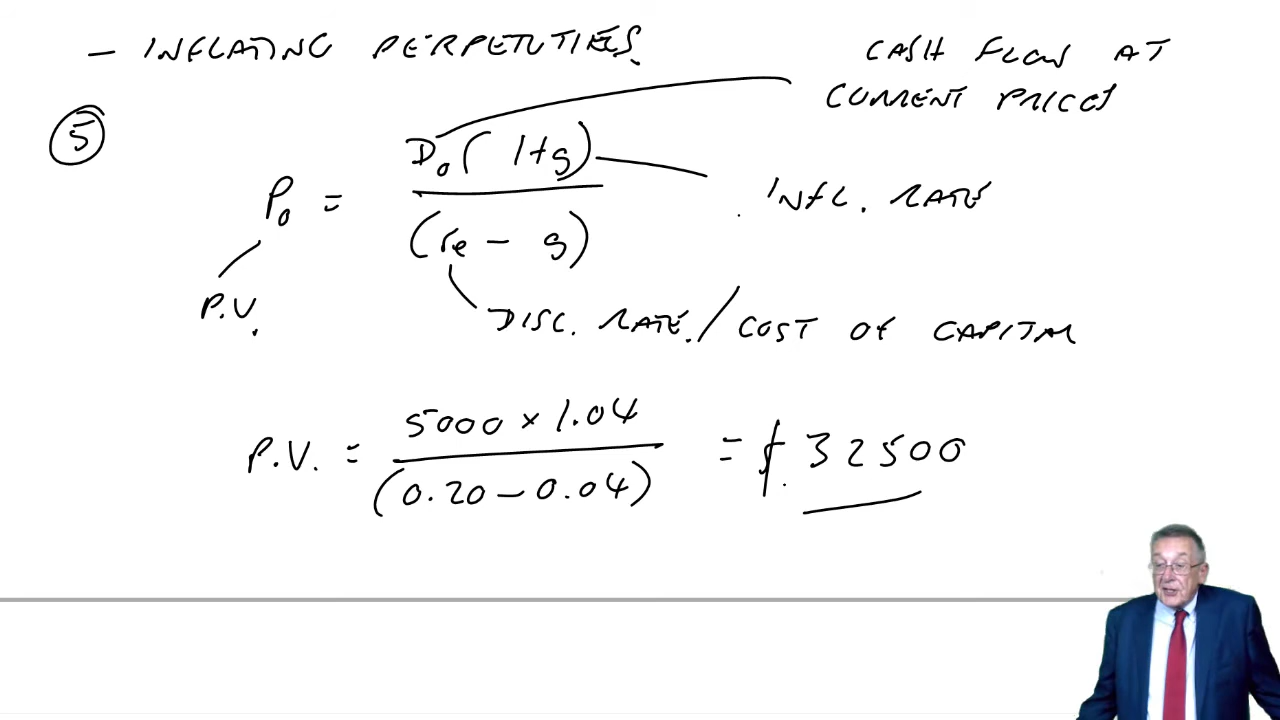 - INFLATING PERPETUTIES.
CASH FLOW AT
CURRENT PRICES
5
P₀ = D₀(1+g) / (re - g)
INFL. RATE
P.V.
DISC. RATE. / COST OF CAPITAL
P.V. = 5000 × 1.04 / (0.20 - 0.04) = $32500